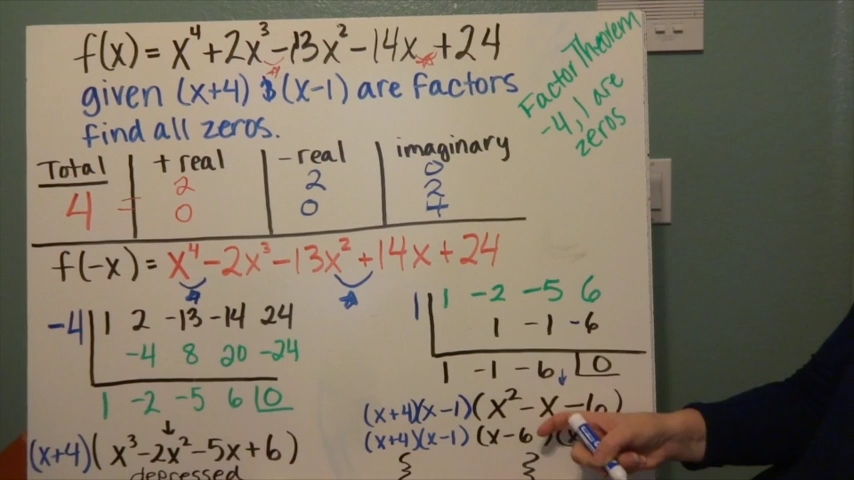 f(x) = x⁴ + 2x³ - 13x² - 14x + 24
given (x+4) & (x-1) are factors
find all zeros.
Factor Theorem
-4, 1 are
zeros
Total + real - real imaginary
4 2 2 0
0 0 2
4
f(-x) = x⁴ - 2x³ - 13x² + 14x + 24
-4 | 1 2 -13 -14 24
-4 8 20 -24
1 -2 -5 6 | 0
(x+4)(x³ - 2x² - 5x + 6)
depressed
1 | 1 -2 -5 6
1 -1 -6
1 -1 -6 | 0
(x+4)(x-1)(x² - x - 6)
(x+4)(x-1)(x-6